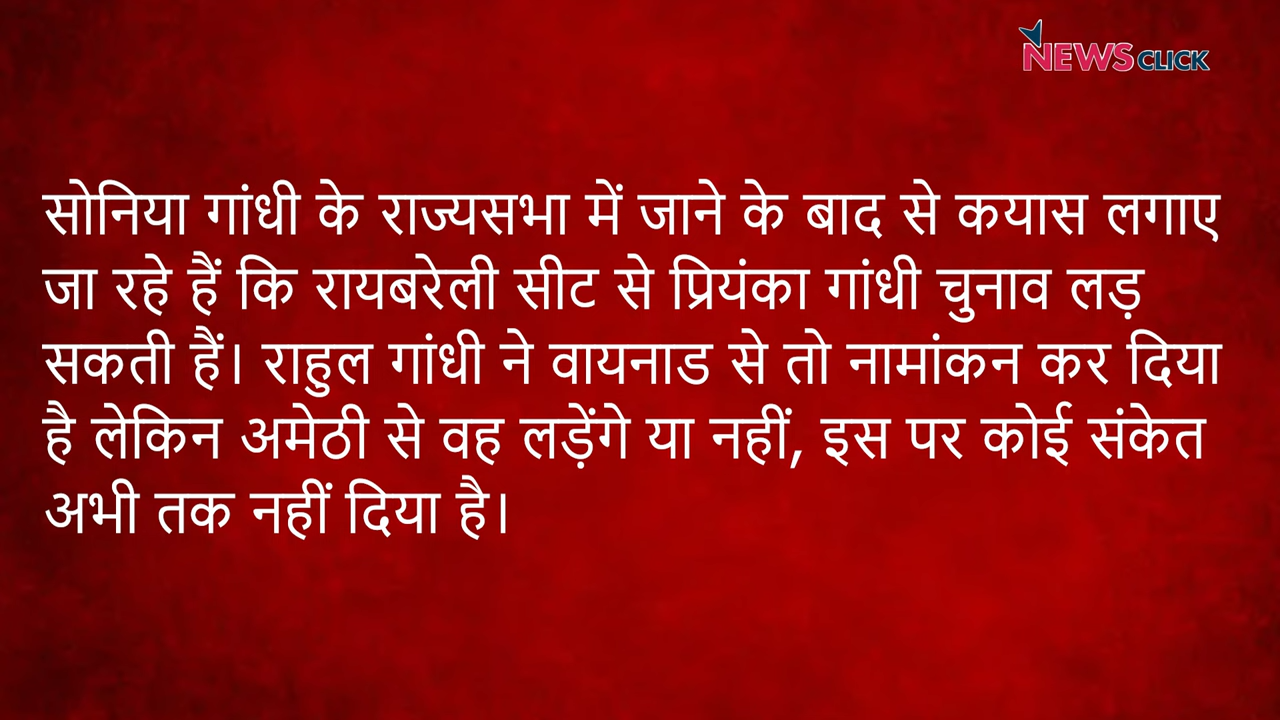 NEWSCLICK
सोनिया गांधी के राज्यसभा में जाने के बाद से कयास लगाए
जा रहे हैं कि रायबरेली सीट से प्रियंका गांधी चुनाव लड़
सकती हैं। राहुल गांधी ने वायनाड से तो नामांकन कर दिया
है लेकिन अमेठी से वह लड़ेंगे या नहीं, इस पर कोई संकेत
अभी तक नहीं दिया है।